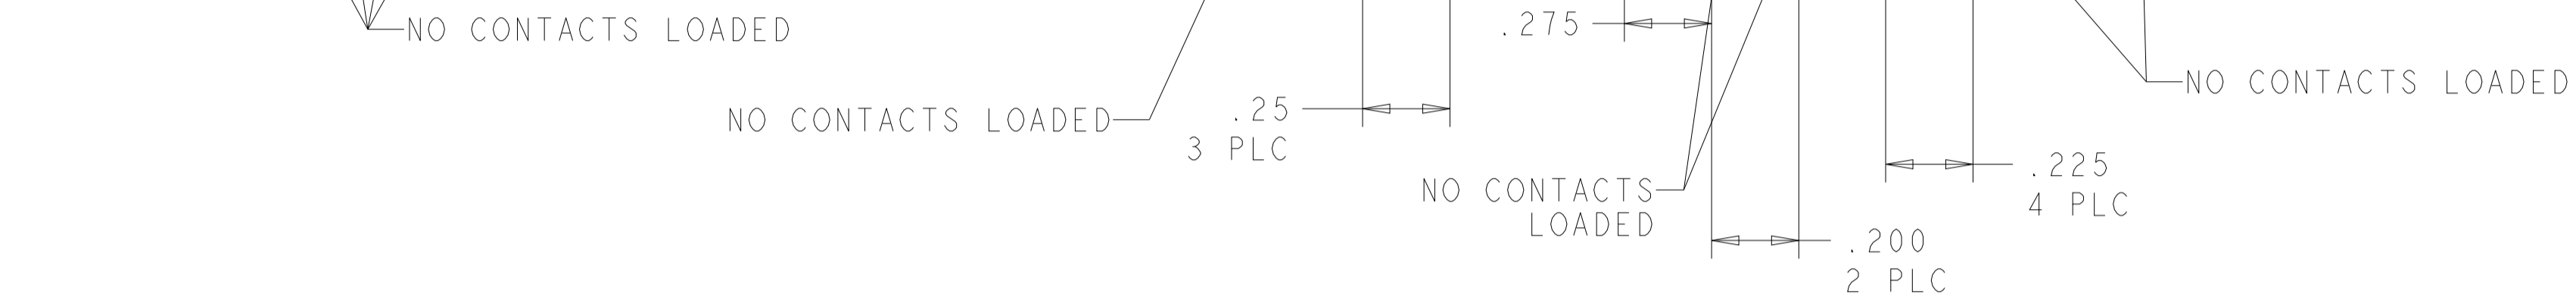 NO CONTACTS LOADED
.275
NO CONTACTS LOADED
NO CONTACTS LOADED
.25
3 PLC
.225
4 PLC
NO CONTACTS
LOADED
.200
2 PLC